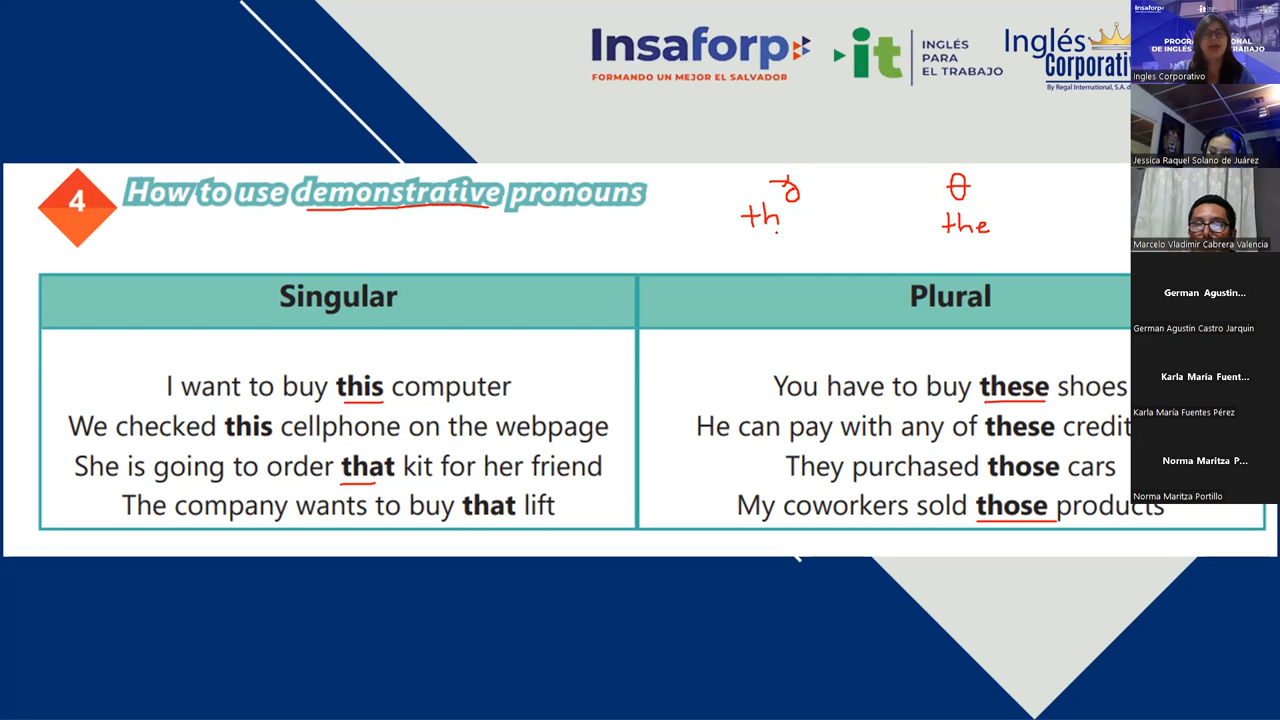 Insaforp
FORMANDO UN MEJOR EL SALVADOR
it
INGLÉS
PARA
EL TRABAJO
Inglés
Corporativ
By Regal International, S.A. d
4
How to use demonstrative pronouns
th
θ
the
Singular
Plural
I want to buy this computer
We checked this cellphone on the webpage
She is going to order that kit for her friend
The company wants to buy that lift
You have to buy these shoes
He can pay with any of these credit
They purchased those cars
My coworkers sold those products
Insaforp
it
Ingles Corporativo
Jessica Raquel Solano de Juárez
Marcelo Vladimir Cabrera Valencia
German Agustin...
German Agustin Castro Jarquin
Karla María Fuent...
Karla María Fuentes Pérez
Norma Maritza P...
Norma Maritza Portillo